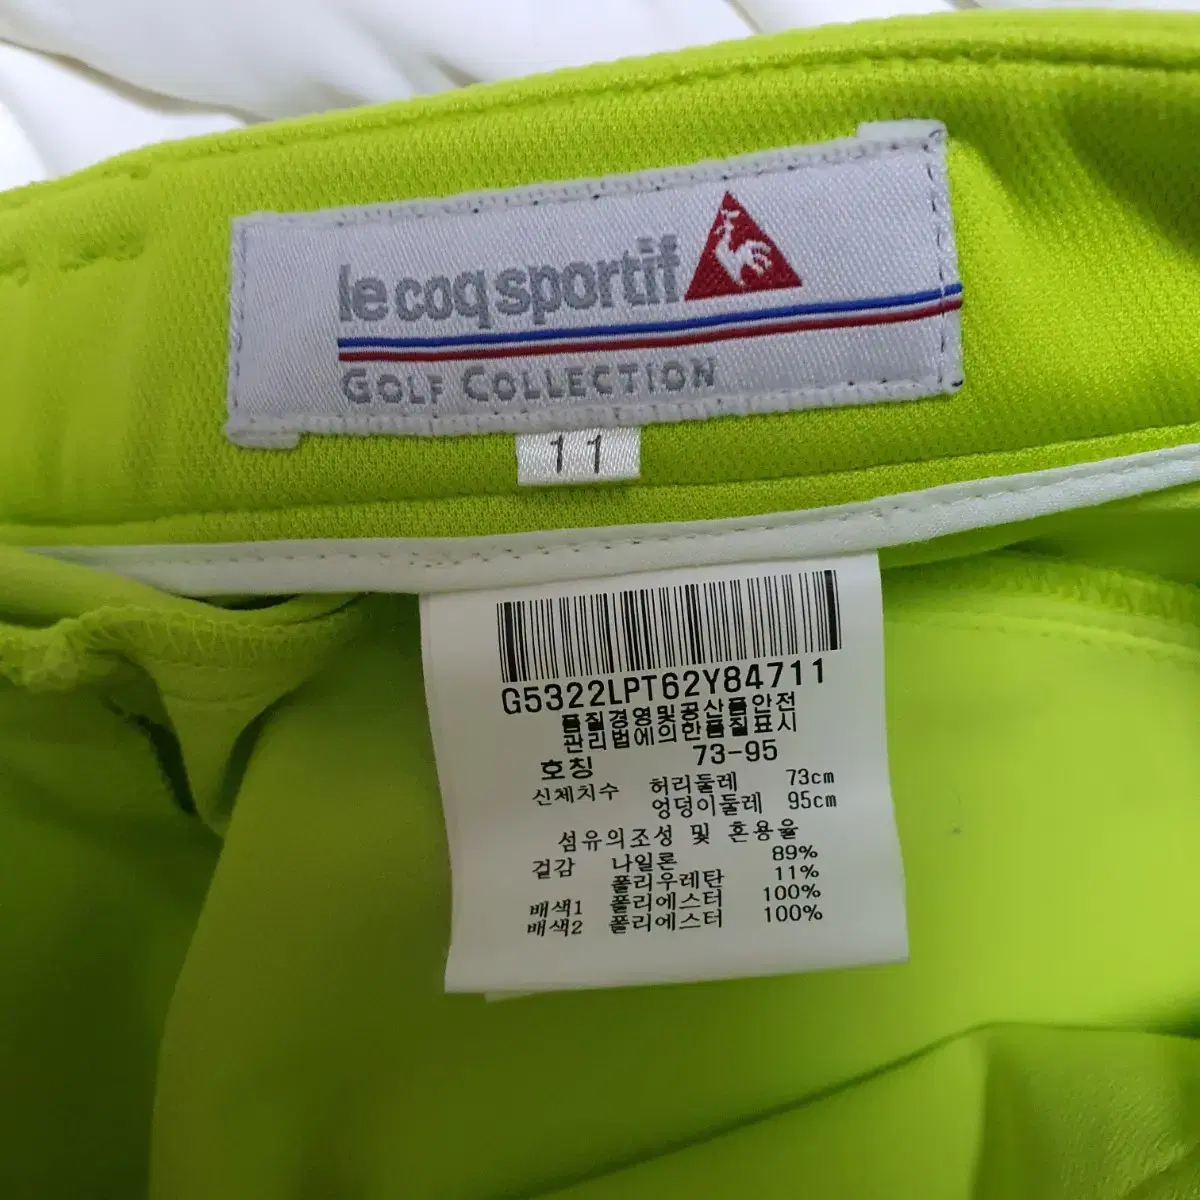 le coq sportif
GOLF COLLECTION
11
G5322LPT62Y84711
품질경영및공산품안전
관리법에의한품질표시
호칭 73-95
신체치수 허리둘레 73cm
엉덩이둘레 95cm
섬유의조성 및 혼용율
겉감 나일론 89%
폴리우레탄 11%
배색1 폴리에스터 100%
배색2 폴리에스터 100%